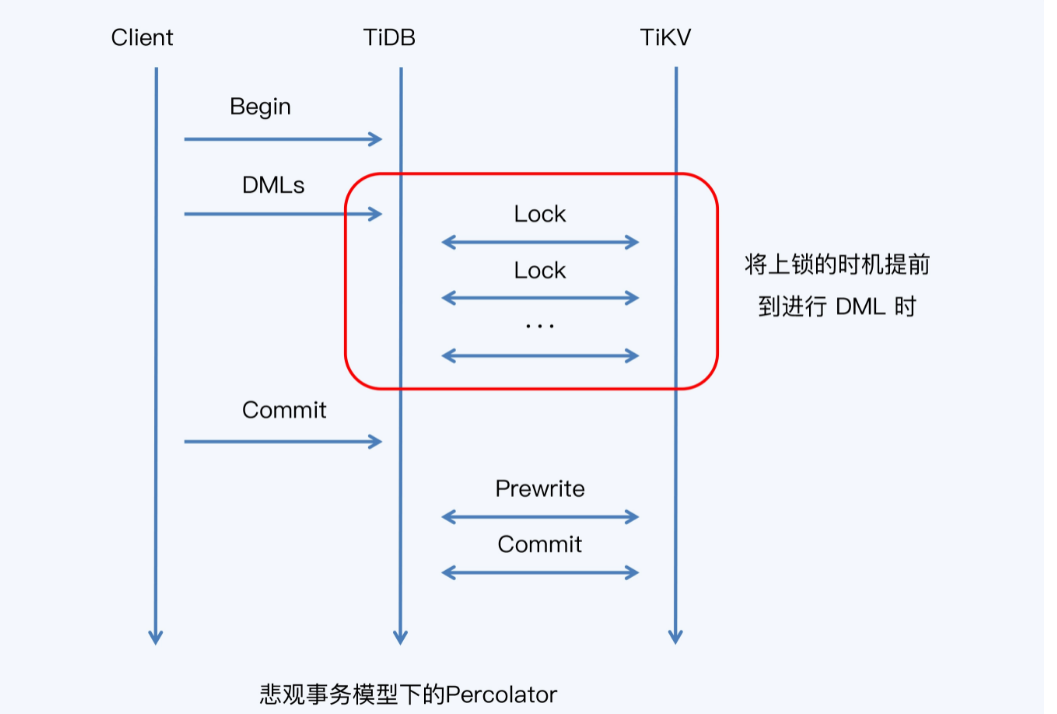 Client
TiDB
TiKV
Begin
DMLs
Lock
Lock
...
将上锁的时机提前
到进行 DML 时
Commit
Prewrite
Commit
悲观事务模型下的Percolator